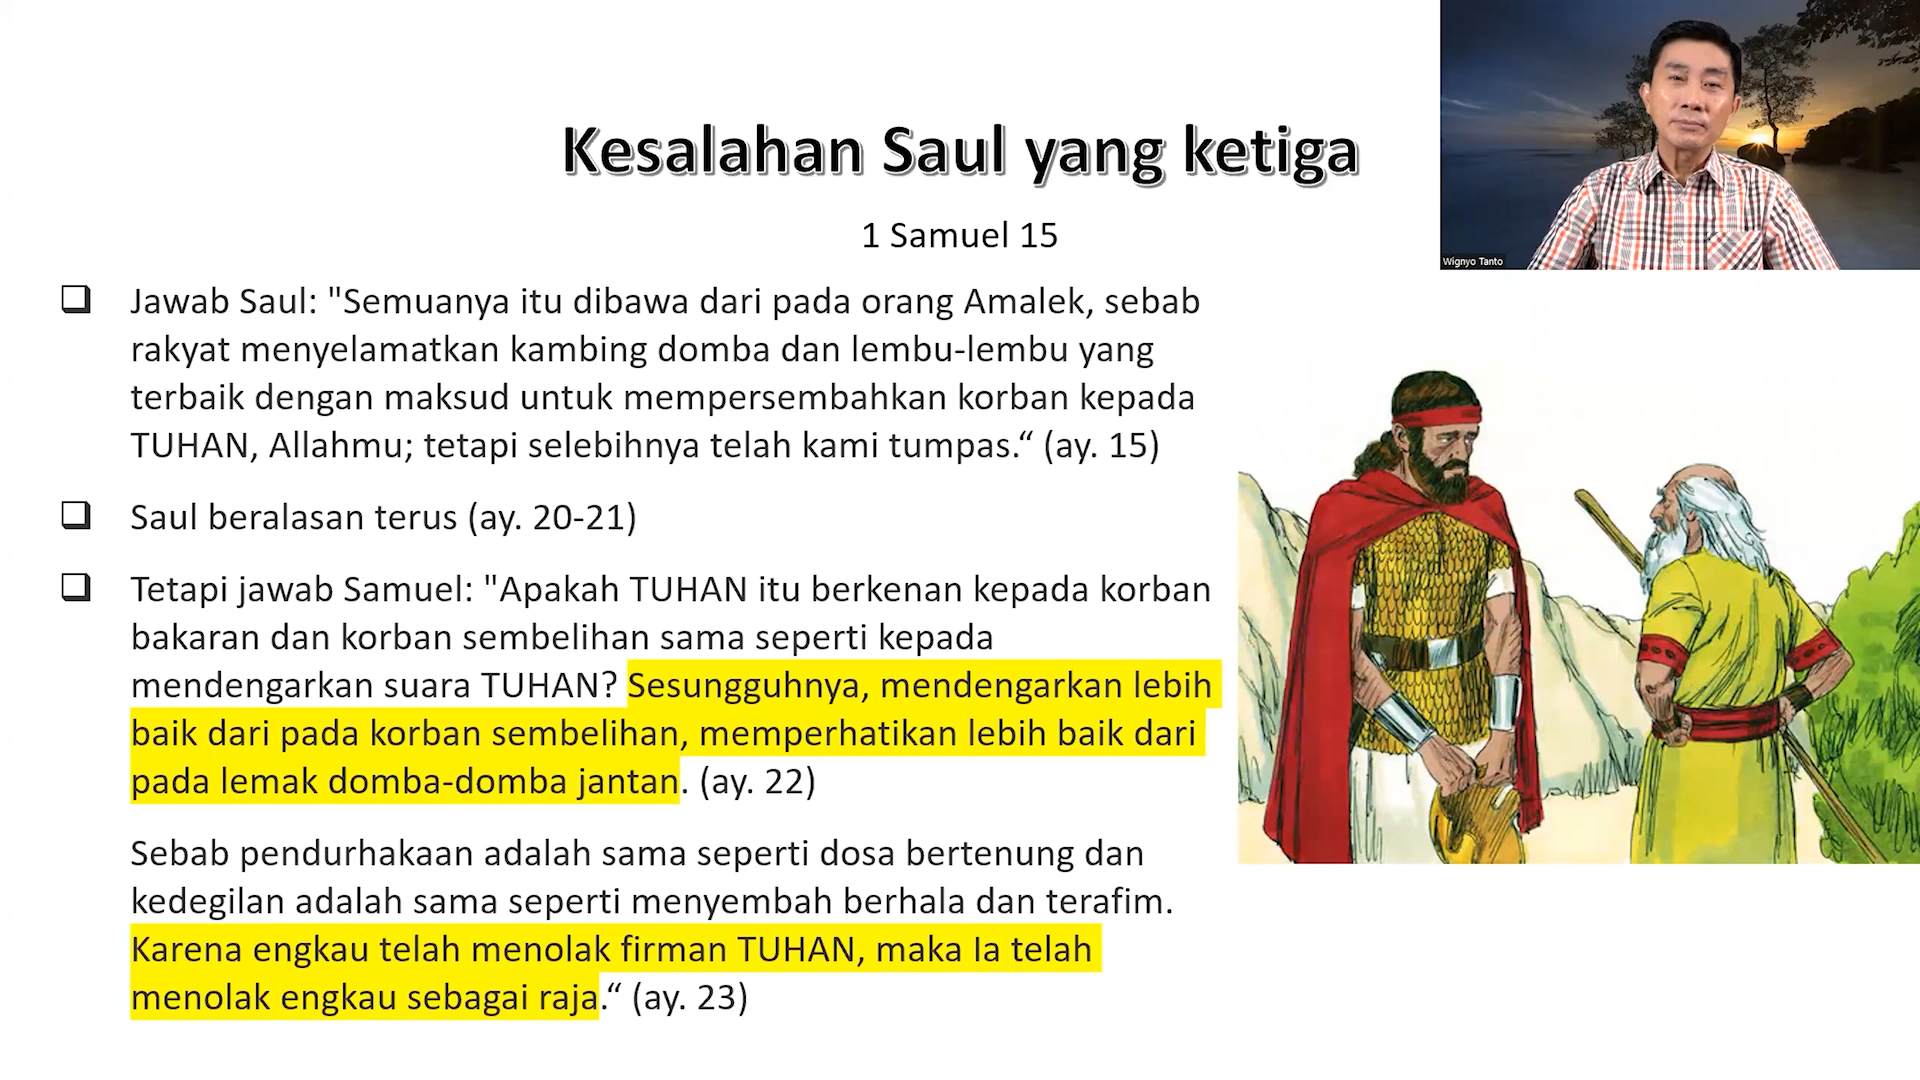 Kesalahan Saul yang ketiga
1 Samuel 15
Wignyo Tanto
Jawab Saul: "Semuanya itu dibawa dari pada orang Amalek, sebab
rakyat menyelamatkan kambing domba dan lembu-lembu yang
terbaik dengan maksud untuk mempersembahkan korban kepada
TUHAN, Allahmu; tetapi selebihnya telah kami tumpas.“ (ay. 15)
Saul beralasan terus (ay. 20-21)
Tetapi jawab Samuel: "Apakah TUHAN itu berkenan kepada korban
bakaran dan korban sembelihan sama seperti kepada
mendengarkan suara TUHAN? Sesungguhnya, mendengarkan lebih
baik dari pada korban sembelihan, memperhatikan lebih baik dari
pada lemak domba-domba jantan. (ay. 22)
Sebab pendurhakaan adalah sama seperti dosa bertenung dan
kedegilan adalah sama seperti menyembah berhala dan terafim.
Karena engkau telah menolak firman TUHAN, maka Ia telah
menolak engkau sebagai raja.“ (ay. 23)